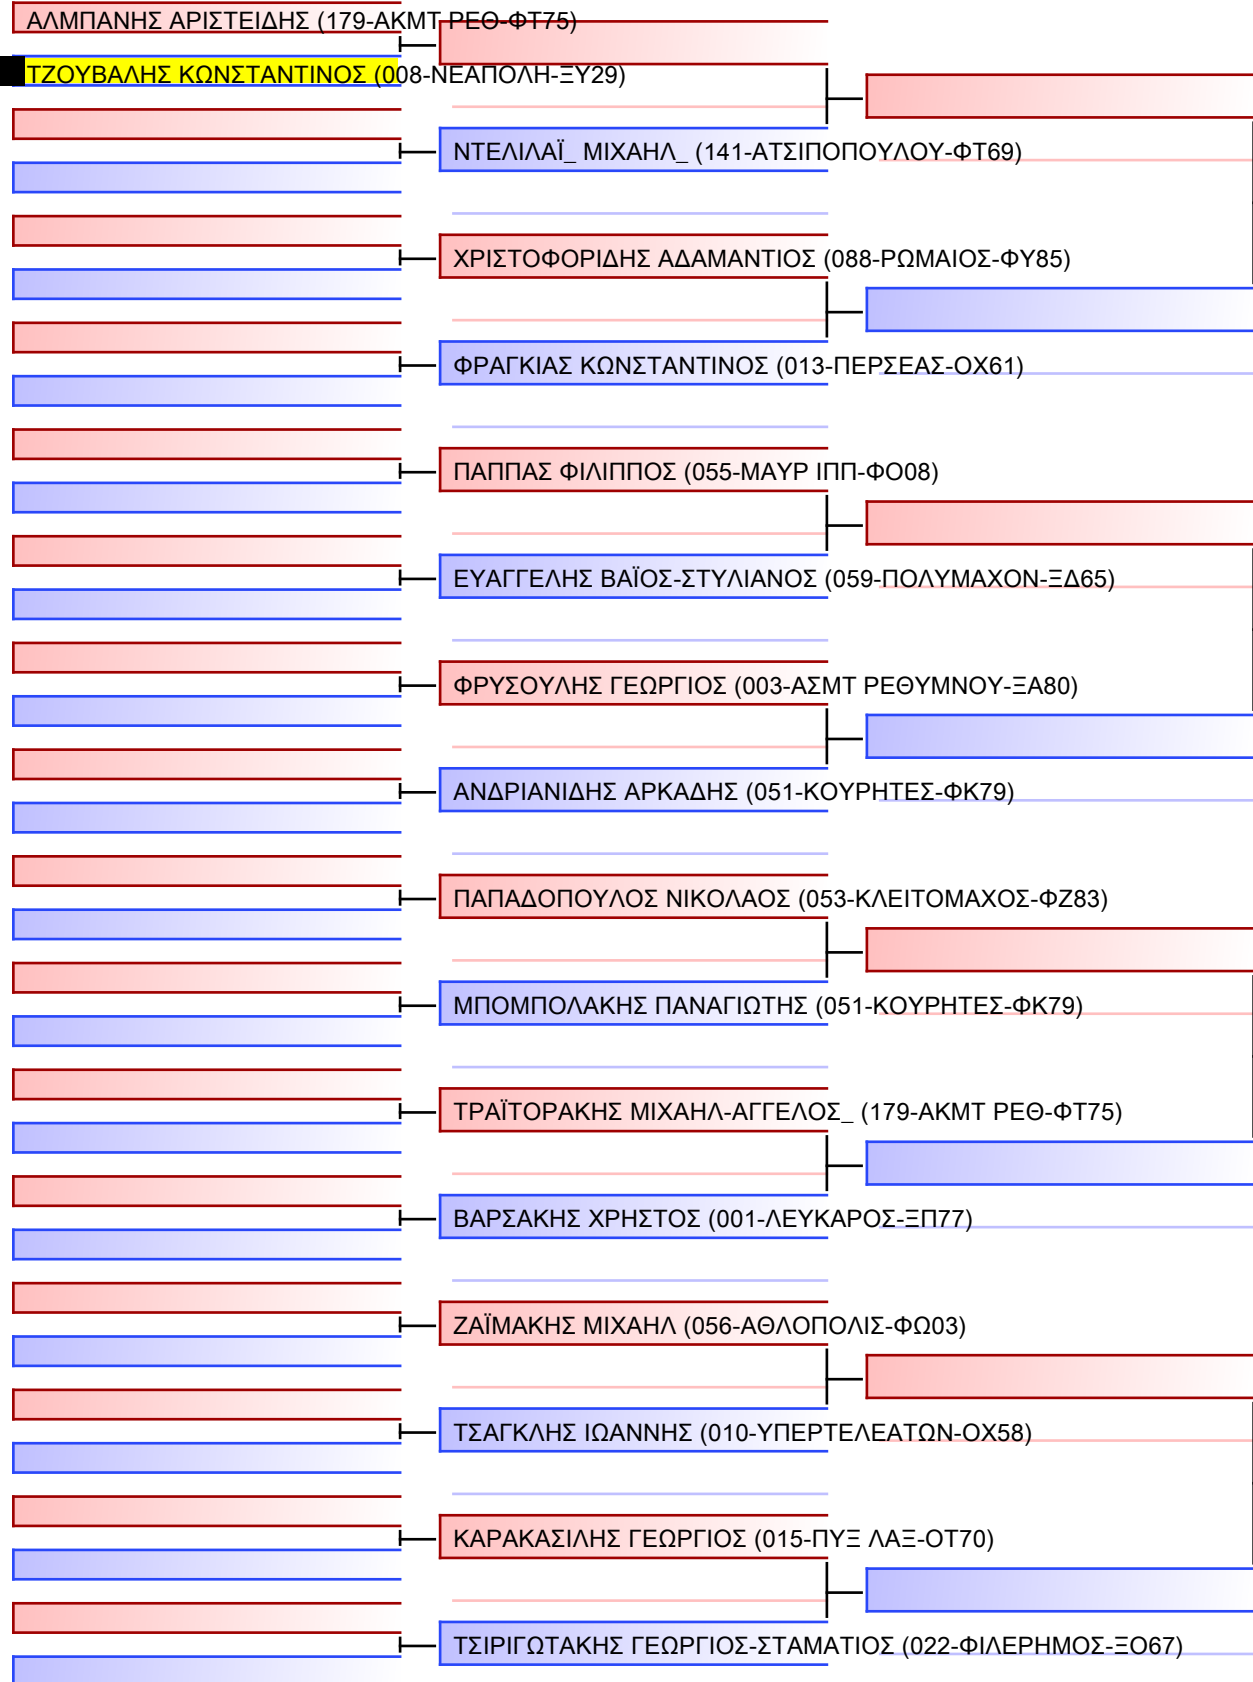 ΑΛΜΠΑΝΗΣ ΑΡΙΣΤΕΙΔΗΣ (179-ΑΚΜΤ ΡΕΘ-ΦΤ75)
ΤΖΟΥΒΑΛΗΣ ΚΩΝΣΤΑΝΤΙΝΟΣ (008-ΝΕΑΠΟΛΗ-ΞΥ29)
ΝΤΕΛΙΛΑΪ_ ΜΙΧΑΗΛ_ (141-ΑΤΣΙΠΟΠΟΥΛΟΥ-ΦΤ69)
ΧΡΙΣΤΟΦΟΡΙΔΗΣ ΑΔΑΜΑΝΤΙΟΣ (088-ΡΩΜΑΙΟΣ-ΦΥ85)
ΦΡΑΓΚΙΑΣ ΚΩΝΣΤΑΝΤΙΝΟΣ (013-ΠΕΡΣΕΑΣ-ΟΧ61)
ΠΑΠΠΑΣ ΦΙΛΙΠΠΟΣ (055-ΜΑΥΡ ΙΠΠ-ΦΟ08)
ΕΥΑΓΓΕΛΗΣ ΒΑΪΟΣ-ΣΤΥΛΙΑΝΟΣ (059-ΠΟΛΥΜΑΧΟΝ-ΞΔ65)
ΦΡΥΣΟΥΛΗΣ ΓΕΩΡΓΙΟΣ (003-ΑΣΜΤ ΡΕΘΥΜΝΟΥ-ΞΑ80)
ΑΝΔΡΙΑΝΙΔΗΣ ΑΡΚΑΔΗΣ (051-ΚΟΥΡΗΤΕΣ-ΦΚ79)
ΠΑΠΑΔΟΠΟΥΛΟΣ ΝΙΚΟΛΑΟΣ (053-ΚΛΕΙΤΟΜΑΧΟΣ-ΦΖ83)
ΜΠΟΜΠΟΛΑΚΗΣ ΠΑΝΑΓΙΩΤΗΣ (051-ΚΟΥΡΗΤΕΣ-ΦΚ79)
ΤΡΑΪΤΟΡΑΚΗΣ ΜΙΧΑΗΛ-ΑΓΓΕΛΟΣ_ (179-ΑΚΜΤ ΡΕΘ-ΦΤ75)
ΒΑΡΣΑΚΗΣ ΧΡΗΣΤΟΣ (001-ΛΕΥΚΑΡΟΣ-ΞΠ77)
ΖΑΪΜΑΚΗΣ ΜΙΧΑΗΛ (056-ΑΘΛΟΠΟΛΙΣ-ΦΩ03)
ΤΣΑΓΚΛΗΣ ΙΩΑΝΝΗΣ (010-ΥΠΕΡΤΕΛΕΑΤΩΝ-ΟΧ58)
ΚΑΡΑΚΑΣΙΛΗΣ ΓΕΩΡΓΙΟΣ (015-ΠΥΞ ΛΑΞ-ΟΤ70)
ΤΣΙΡΙΓΩΤΑΚΗΣ ΓΕΩΡΓΙΟΣ-ΣΤΑΜΑΤΙΟΣ (022-ΦΙΛΕΡΗΜΟΣ-ΞΟ67)